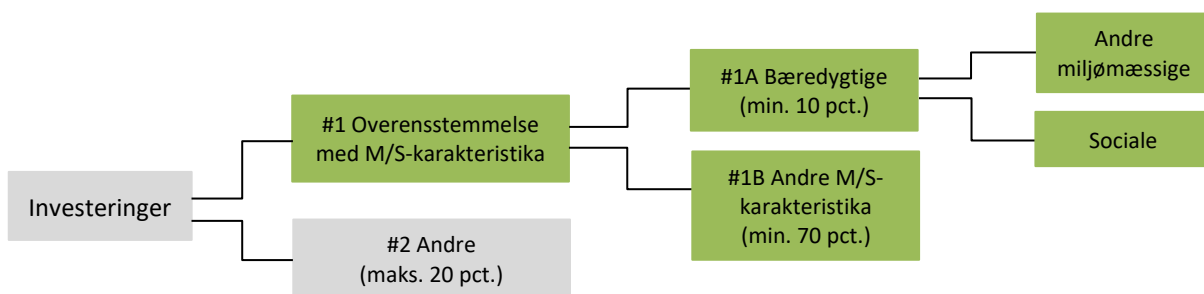 Investeringer
#1 Overensstemmelse
med M/S-karakteristika
#2 Andre
(maks. 20 pct.)
#1A Bæredygtige
(min. 10 pct.)
#1B Andre M/S-
karakteristika
(min. 70 pct.)
Andre
miljømæssige
Sociale